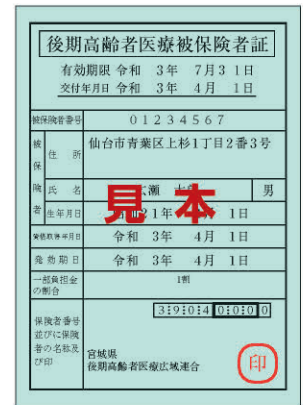 後期高齢者医療被保険者証
有効期限 令和 3年 7月31日
交付年月日 令和 3年 4月 1日
被保険者番号 01234567
被保険者
住所 仙台市青葉区上杉1丁目2番3号
氏名 瀬 男
見本
生年月日 21年 1日
資格取得年月日 令和 3年 4月 1日
発効期日 令和 3年 4月 1日
一部負担金の割合 1割
保険者番号並びに保険者の名称及び印
39040000
宮城県
後期高齢者医療広域連合
印